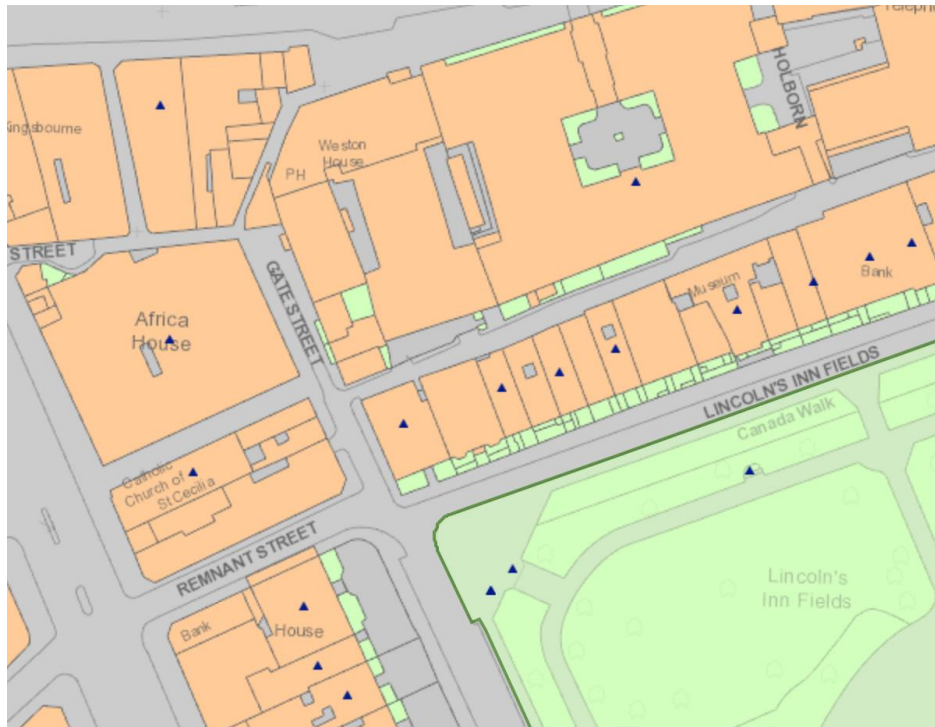 HOLBORN
Kingsbourne
Weston
House
PH
STREET
GATE STREET
Museum
Bank
Africa
House
LINCOLN'S INN FIELDS
Canada Walk
Catholic
Church of
St Cecilia
REMNANT STREET
Lincoln's
Inn Fields
Bank
House